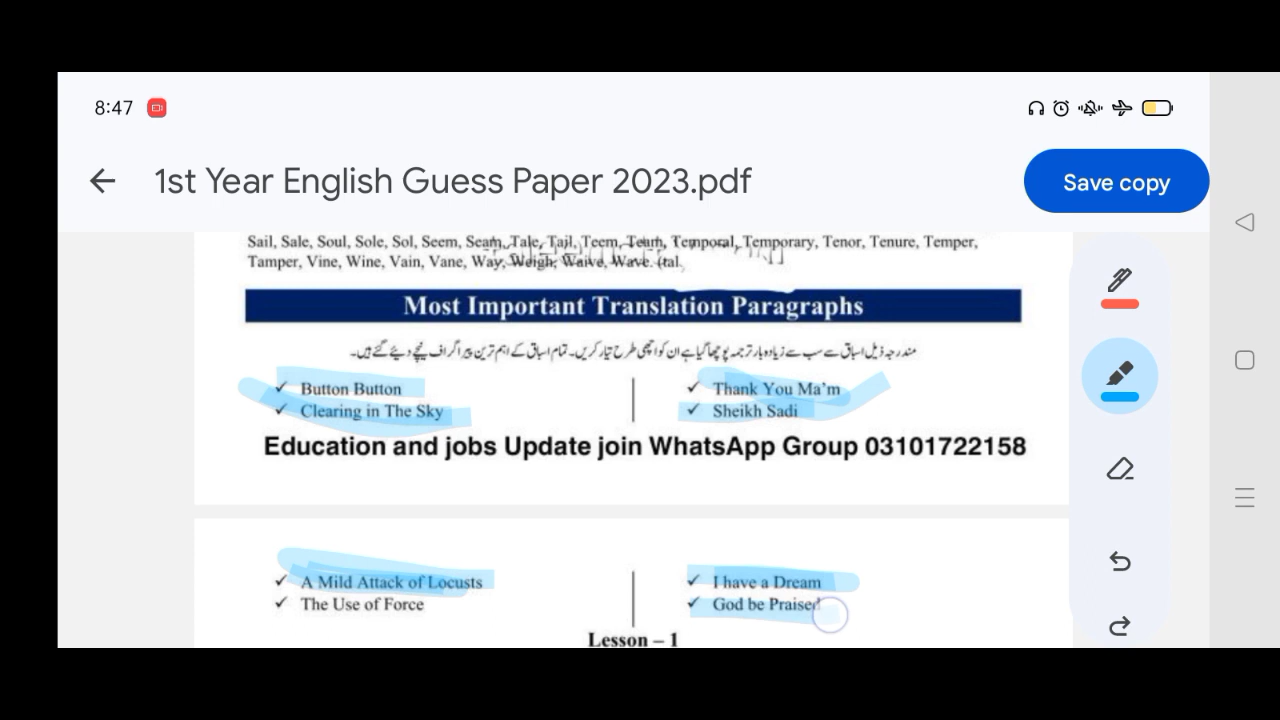 8:47
1st Year English Guess Paper 2023.pdf
Save copy
Sail, Sale, Soul, Sole, Sol, Seem, Seam, Tale, Tail, Teem, Team, Temporal, Temporary, Tenor, Tenure, Temper,
Tamper, Vine, Wine, Vain, Vane, Way, Weigh, Waive, Wave. (tal
Most Important Translation Paragraphs
مندرجہ ذیل اسباق سے سب سے زیادہ بار ترجمہ پوچھا گیا ہے ان کو اچھی طرح تیار کریں۔ تمام اسباق کے اہم ترین پیراگراف نیچے دیئے گئے ہیں۔
✓ Button Button
✓ Clearing in The Sky
✓ Thank You Ma'm
✓ Sheikh Sadi
Education and jobs Update join WhatsApp Group 03101722158
✓ A Mild Attack of Locusts
✓ The Use of Force
✓ I have a Dream
✓ God be Praised
Lesson – 1